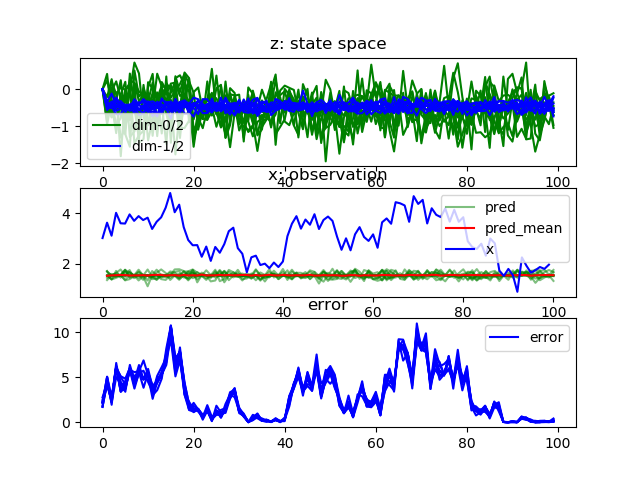 z: state space
0
−1
−2
dim-0/2
dim-1/2
0 20 40 60 80 100
x: observation
4
2
pred
pred_mean
x
0 20 40 60 80 100
error
10
5
0
error
0 20 40 60 80 100